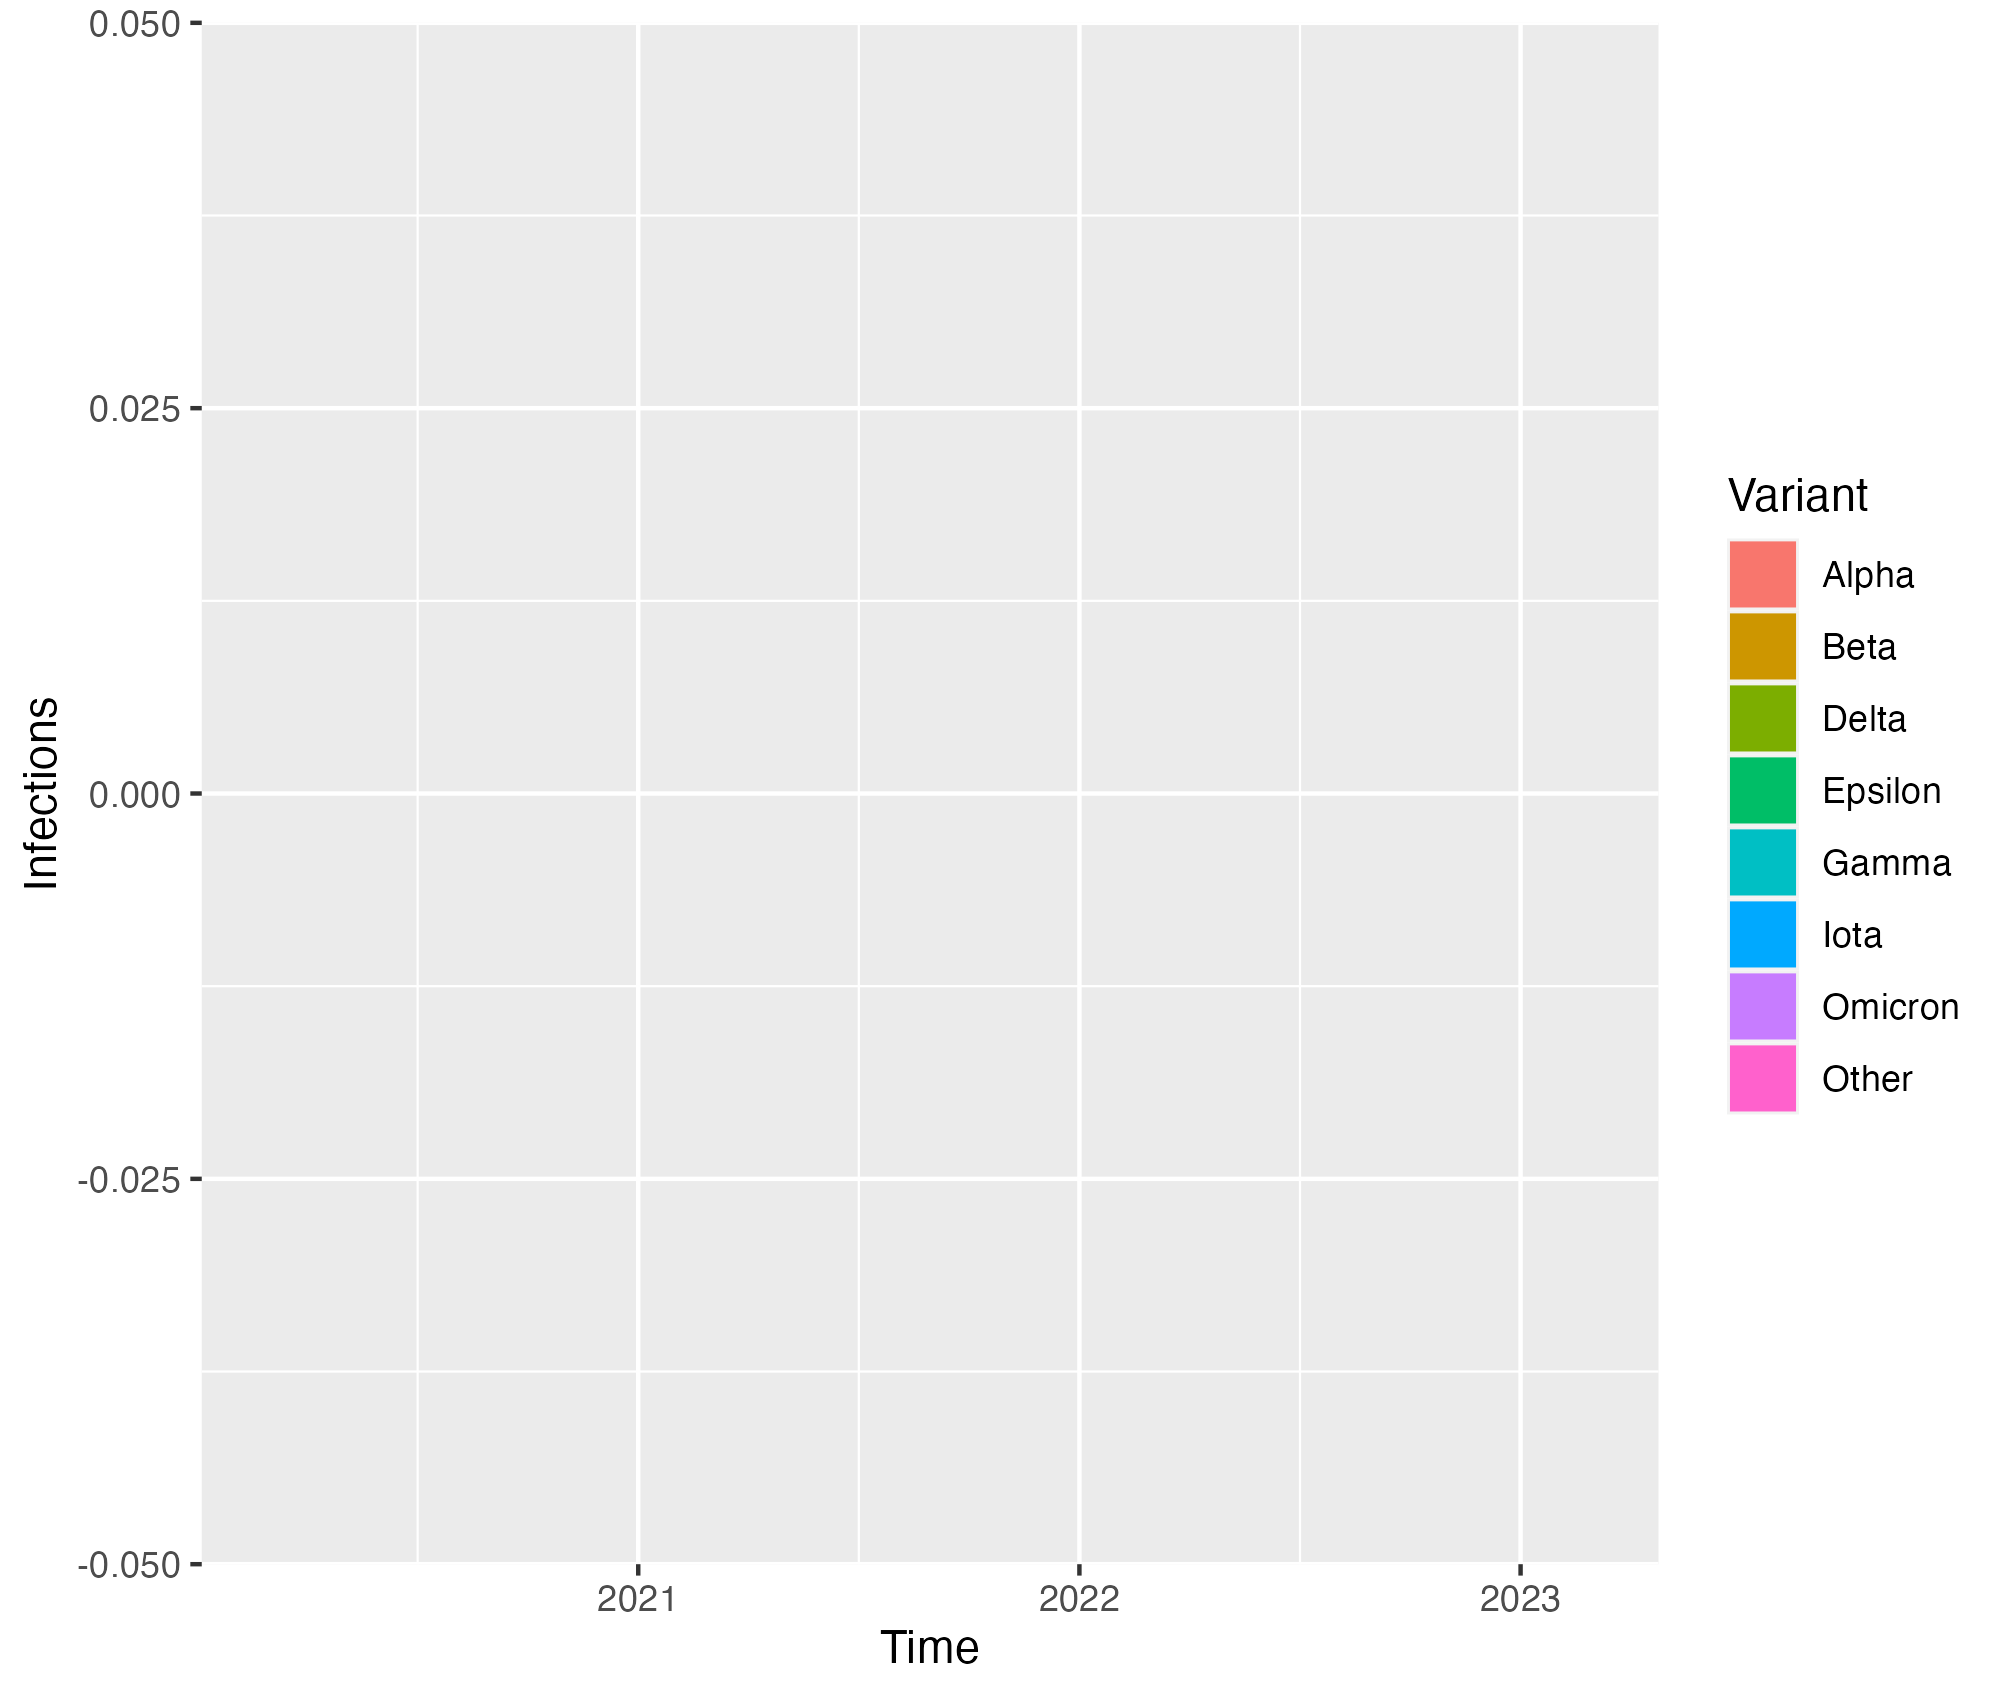 0.050
0.025
0.000
-0.025
-0.050
Infections
2021 2022 2023
Time
Variant
Alpha
Beta
Delta
Epsilon
Gamma
Iota
Omicron
Other